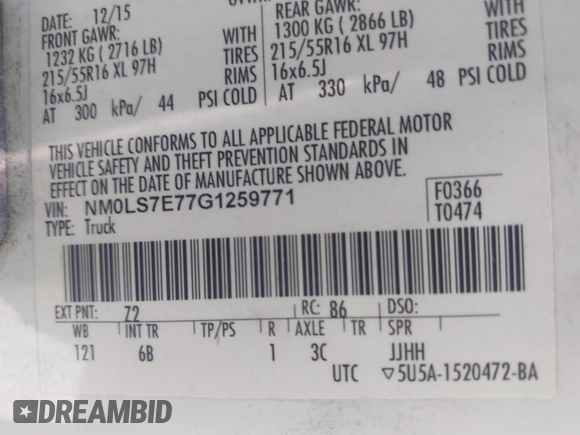 DATE: 12/15
FRONT GAWR: WITH REAR GAWR: WITH
1232 KG ( 2716 LB) TIRES 1300 KG ( 2866 LB) TIRES
215/55R16 XL 97H RIMS 215/55R16 XL 97H RIMS
16x6.5J 16x6.5J
AT 300 kPa/ 44 PSI COLD AT 330 kPa/ 48 PSI COLD
THIS VEHICLE CONFORMS TO ALL APPLICABLE FEDERAL MOTOR
VEHICLE SAFETY AND THEFT PREVENTION STANDARDS IN
EFFECT ON THE DATE OF MANUFACTURE SHOWN ABOVE.
VIN: NM0LS7E77G1259771 F0366
TYPE: Truck T0474
EXT PNT: 72 RC: 86 DSO:
WB INT TR TP/PS R AXLE TR SPR
121 6B 1 3C JJHH
UTC ▽5U5A-1520472-BA
DREAMBID